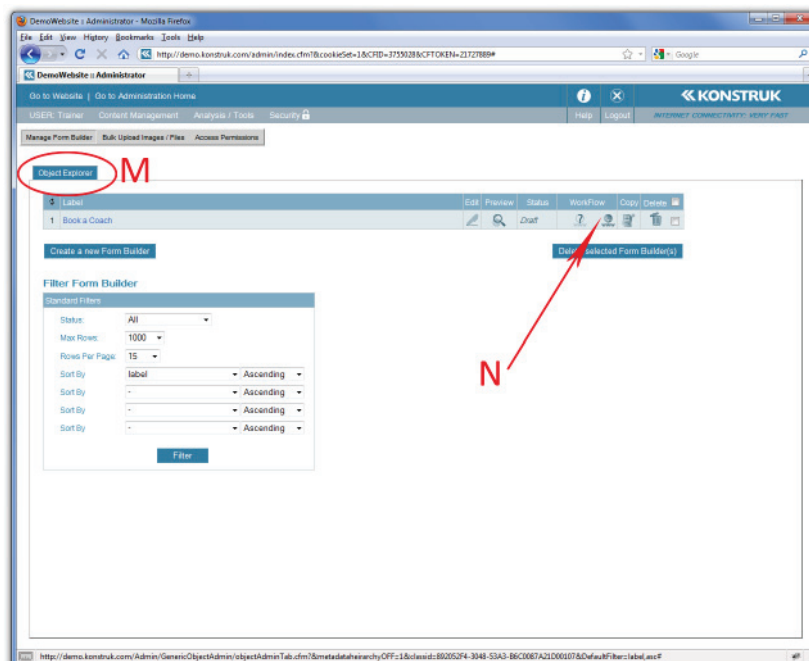 DemoWebsite :: Administrator - Mozilla Firefox
File Edit View History Bookmarks Tools Help
http://demo.konstruk.com/admin/index.cfm?&cookieSet=1&CFID=3755028&CFTOKEN=21727889#
Google
DemoWebsite :: Administrator
Go to Website | Go to Administration Home
KONSTRUK
USER: Trainer Content Management Analysis / Tools Security Help Logout INTERNET CONNECTIVITY: VERY FAST
Manage Form Builder Bulk Upload Images / Files Access Permissions
Object Explorer M
Label Edit Preview Status WorkFlow Copy Delete
1 Book a Coach Draft
Create a new Form Builder Delete selected Form Builder(s)
Filter Form Builder
Standard Filters
Status: All
Max Rows: 1000
Rows Per Page: 15
Sort By label Ascending
N
Sort By - Ascending
Sort By - Ascending
Sort By - Ascending
Filter
http://demo.konstruk.com/Admin/GenericObjectAdmin/objectAdminTab.cfm?&metadataheirarchyOFF=1&classid=892052F4-3048-53A3-B6C0087A21D00107&DefaultFilter=label,asc#